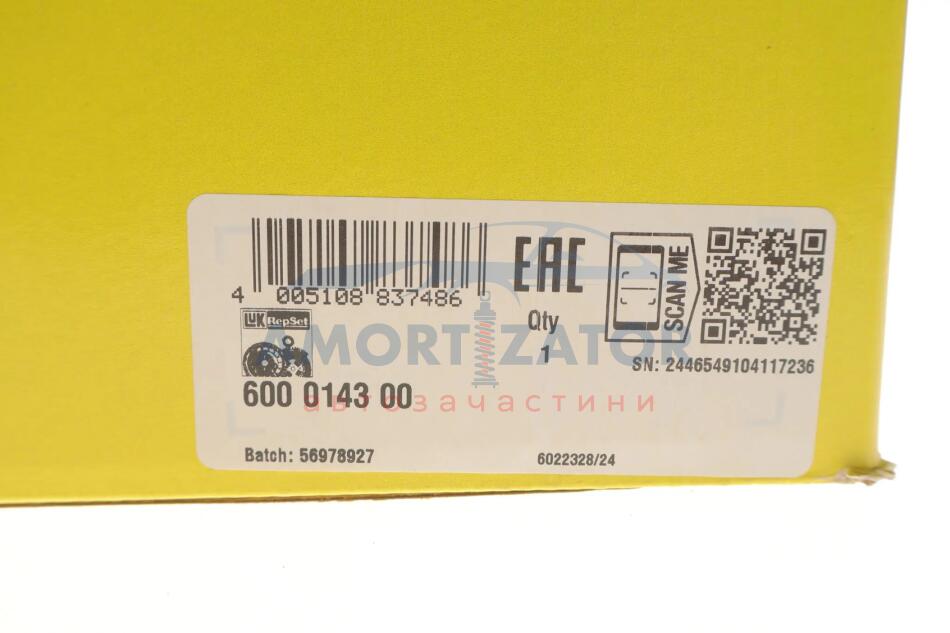 4 005108 837486
EAC
SCAN ME
LuK RepSet
Qty
1
AMORTIZATOR
автозапчастини
SN: 2446549104117236
600 0143 00
Batch: 56978927
6022328/24